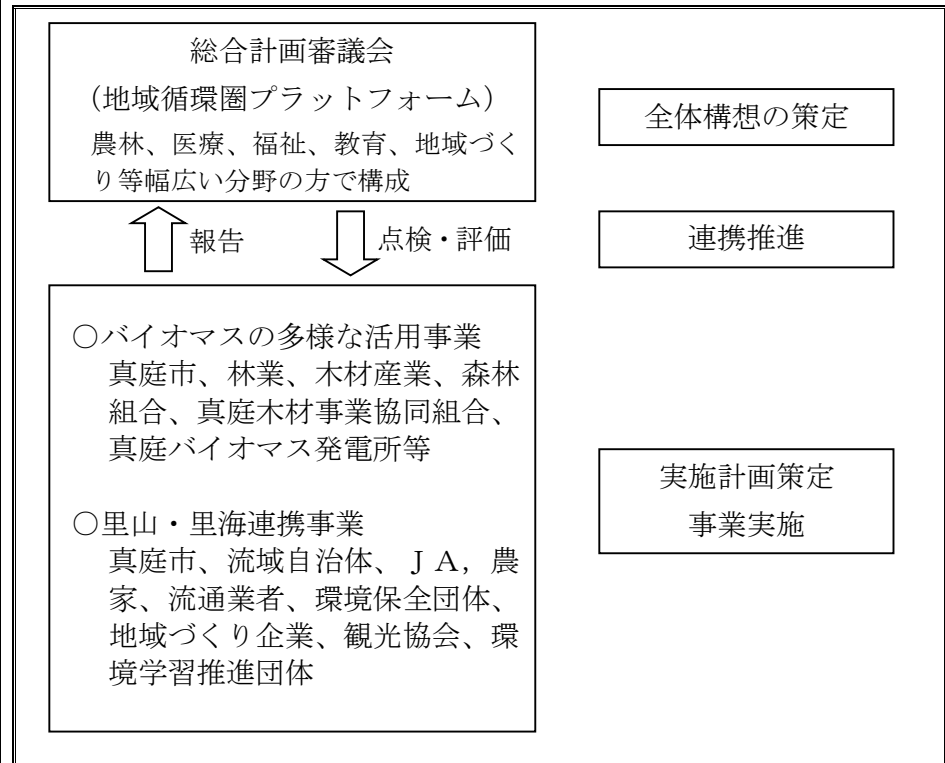 総合計画審議会
（地域循環圏プラットフォーム）
農林、医療、福祉、教育、地域づく
り等幅広い分野の方で構成
全体構想の策定
報告
点検・評価
連携推進
○バイオマスの多様な活用事業
真庭市、林業、木材産業、森林
組合、真庭木材事業協同組合、
真庭バイオマス発電所等
○里山・里海連携事業
真庭市、流域自治体、ＪＡ，農
家、流通業者、環境保全団体、
地域づくり企業、観光協会、環
境学習推進団体
実施計画策定
事業実施